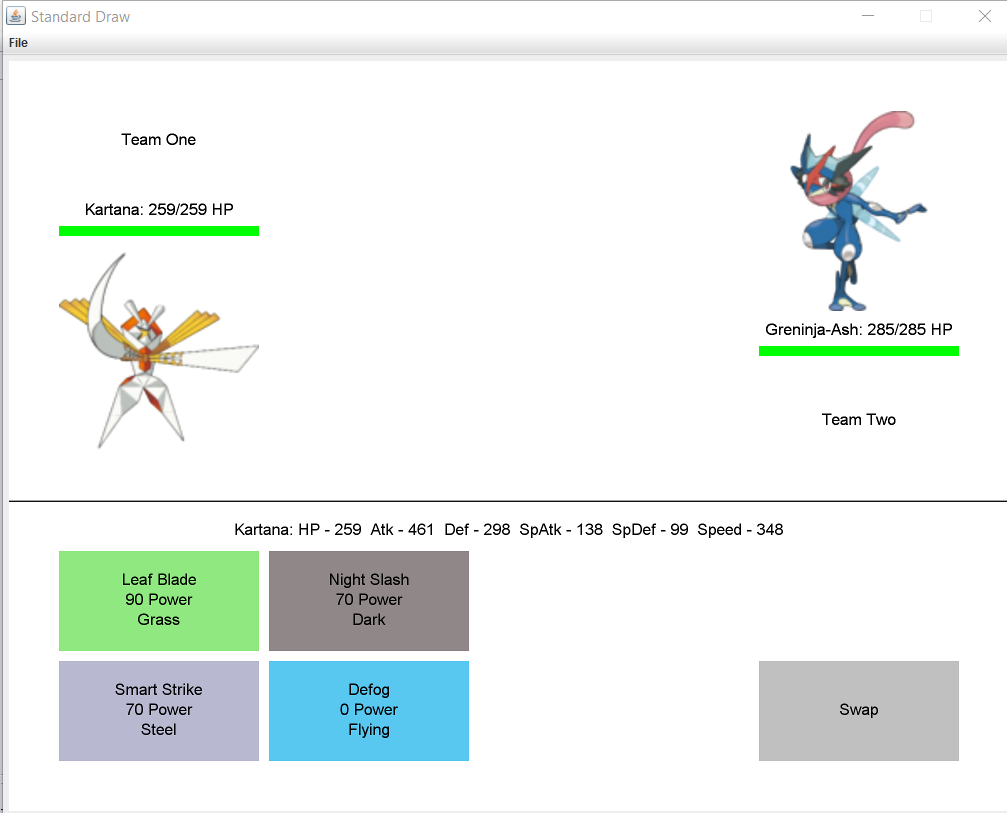 Standard Draw
File
Team One
Kartana: 259/259 HP
Greninja-Ash: 285/285 HP
Team Two
Kartana: HP - 259  Atk - 461  Def - 298  SpAtk - 138  SpDef - 99  Speed - 348
Leaf Blade
90 Power
Grass
Night Slash
70 Power
Dark
Smart Strike
70 Power
Steel
Defog
0 Power
Flying
Swap